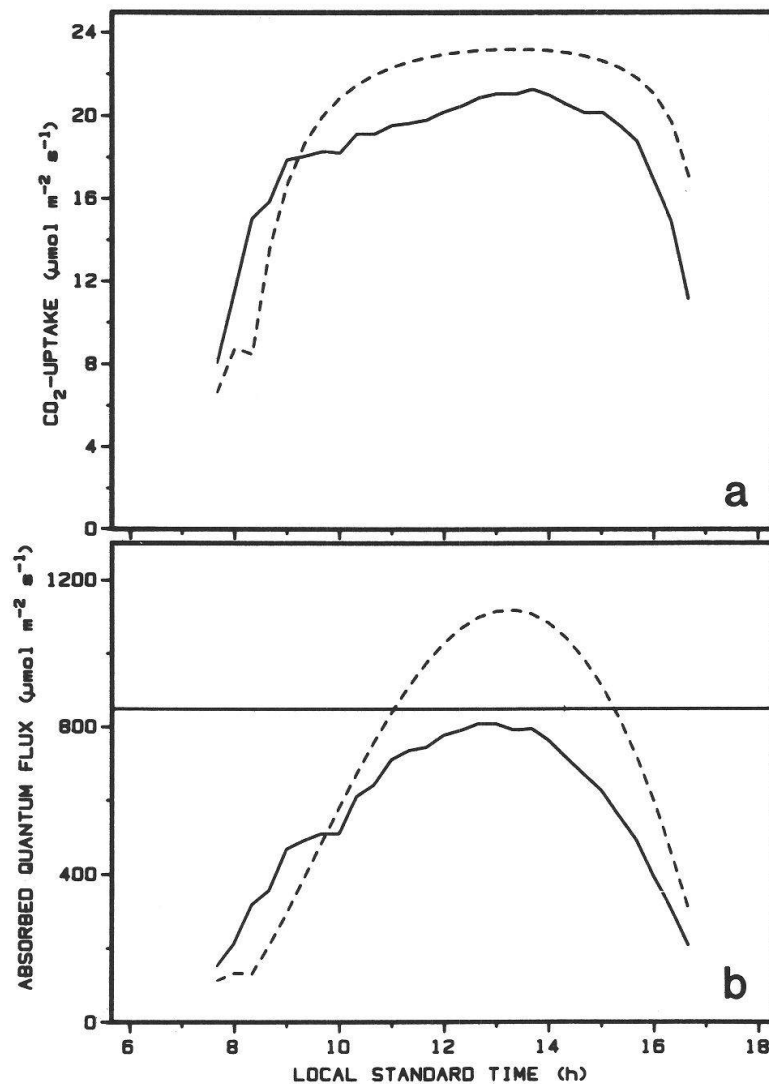 24
20
16
12
8
4
0
CO₂-UPTAKE (μmol m⁻² s⁻¹)
a
1200
800
400
0
ABSORBED QUANTUM FLUX (μmol m⁻² s⁻¹)
b
6 8 10 12 14 16 18
LOCAL STANDARD TIME (h)